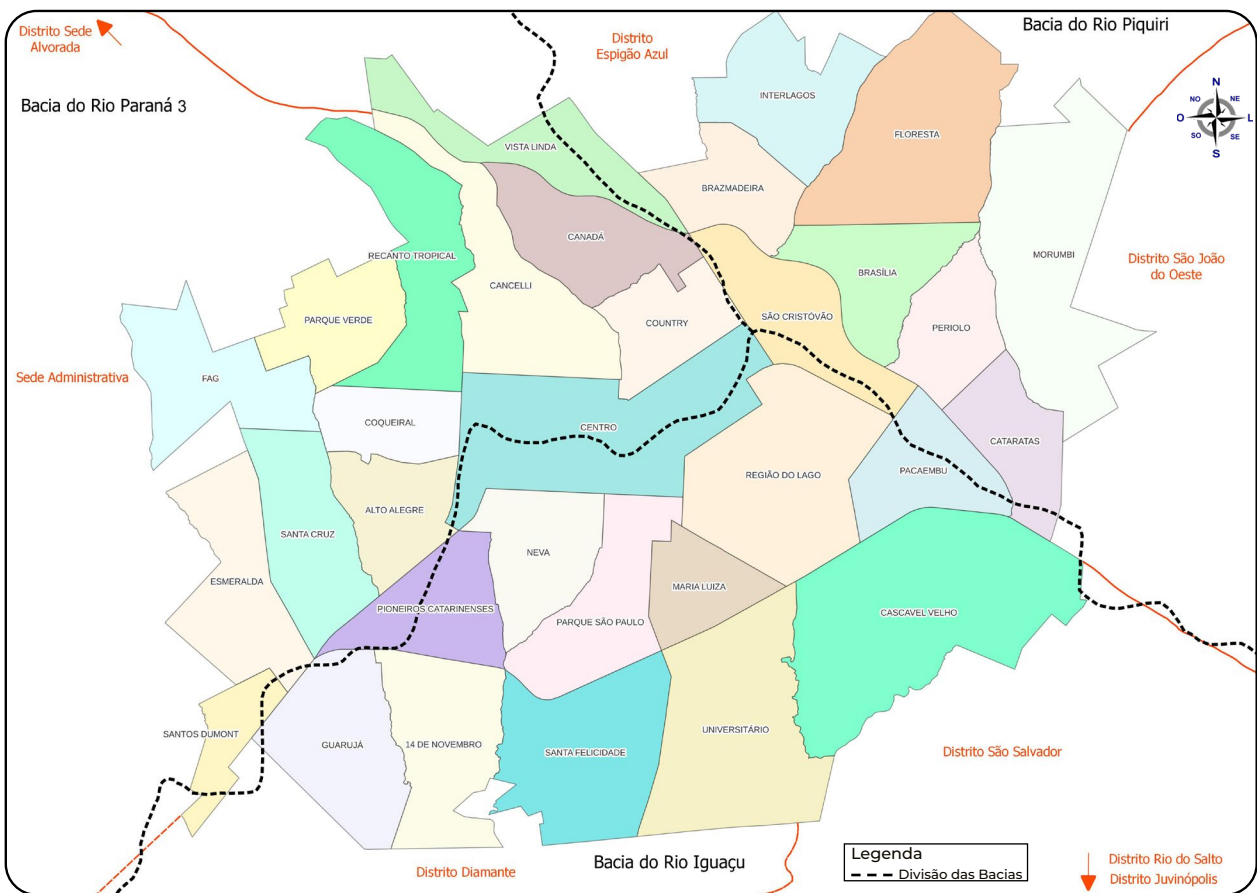 Distrito Sede
Alvorada
Distrito
Espigão Azul
Bacia do Rio Piquiri
Bacia do Rio Paraná 3
N
NO
NE
O
L
SO
SE
S
INTERLAGOS
FLORESTA
VISTA LINDA
BRAZMADEIRA
CANADÁ
RECANTO TROPICAL
MORUMBI
Distrito São João
do Oeste
BRASÍLIA
CANCELLI
PARQUE VERDE
COUNTRY
SÃO CRISTÓVÃO
PERIOLO
Sede Administrativa
FAG
COQUEIRAL
CENTRO
CATARATAS
REGIÃO DO LAGO
PACAEMBU
ALTO ALEGRE
SANTA CRUZ
NEVA
ESMERALDA
MARIA LUIZA
PIONEIROS CATARINENSES
PARQUE SÃO PAULO
CASCAVEL VELHO
SANTOS DUMONT
GUARUJÁ
14 DE NOVEMBRO
SANTA FELICIDADE
UNIVERSITÁRIO
Distrito São Salvador
Distrito Diamante
Bacia do Rio Iguaçu
Legenda
Divisão das Bacias
Distrito Rio do Salto
Distrito Juvinópolis